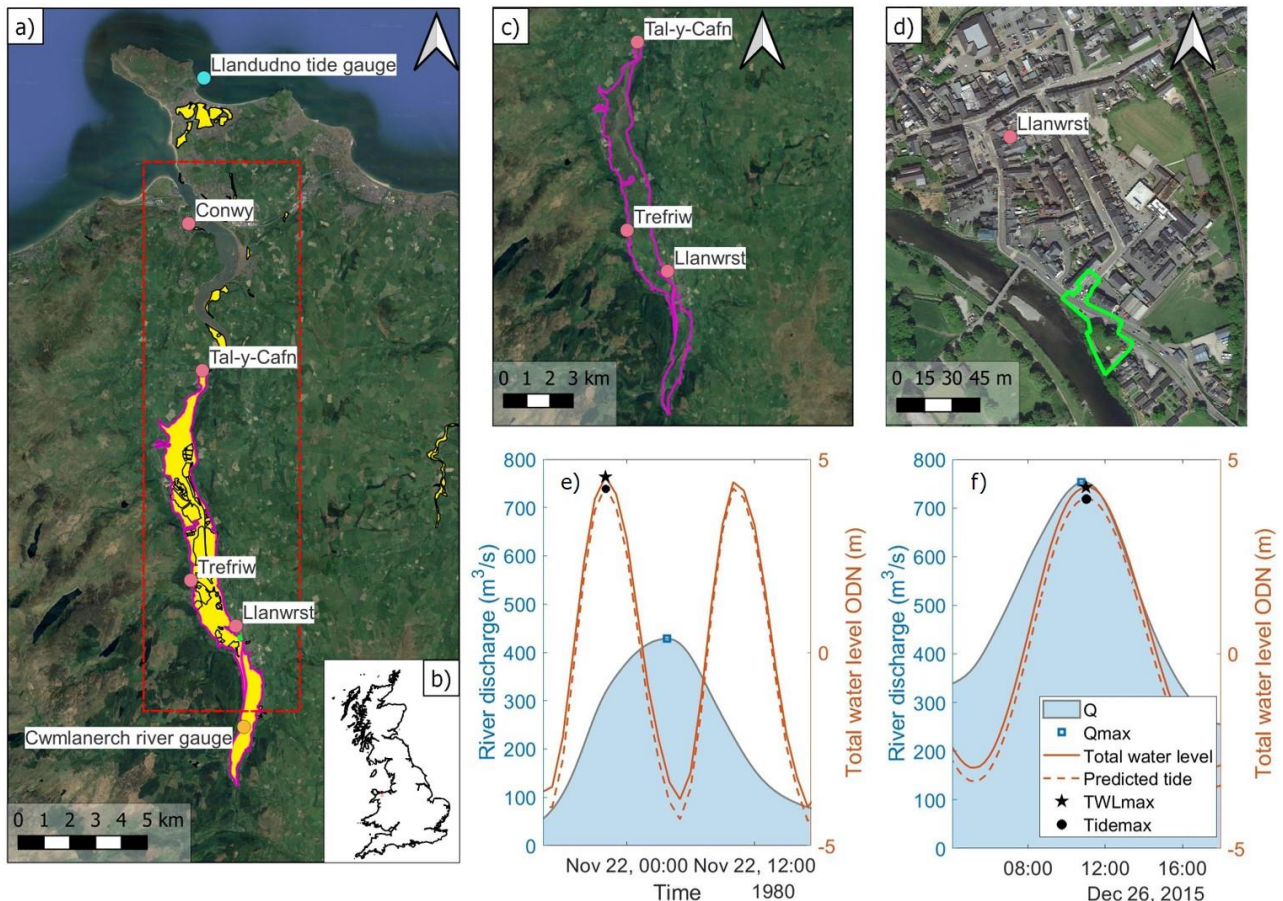 a)
Llandudno tide gauge
Conwy
Tal-y-Cafn
Trefriw
Llanwrst
Cwmlanerch river gauge
0 1 2 3 4 5 km
b)
c)
Tal-y-Cafn
Trefriw
Llanwrst
0 1 2 3 km
d)
Llanwrst
0 15 30 45 m
e)
800
700
600
500
400
300
200
100
0
River discharge (m³/s)
5
0
-5
Total water level ODN (m)
Nov 22, 00:00 Nov 22, 12:00
Time 1980
f)
800
700
600
500
400
300
200
100
0
River discharge (m³/s)
5
0
-5
Total water level ODN (m)
Q
Qmax
Total water level
Predicted tide
TWLmax
Tidemax
08:00 12:00 16:00
Dec 26, 2015